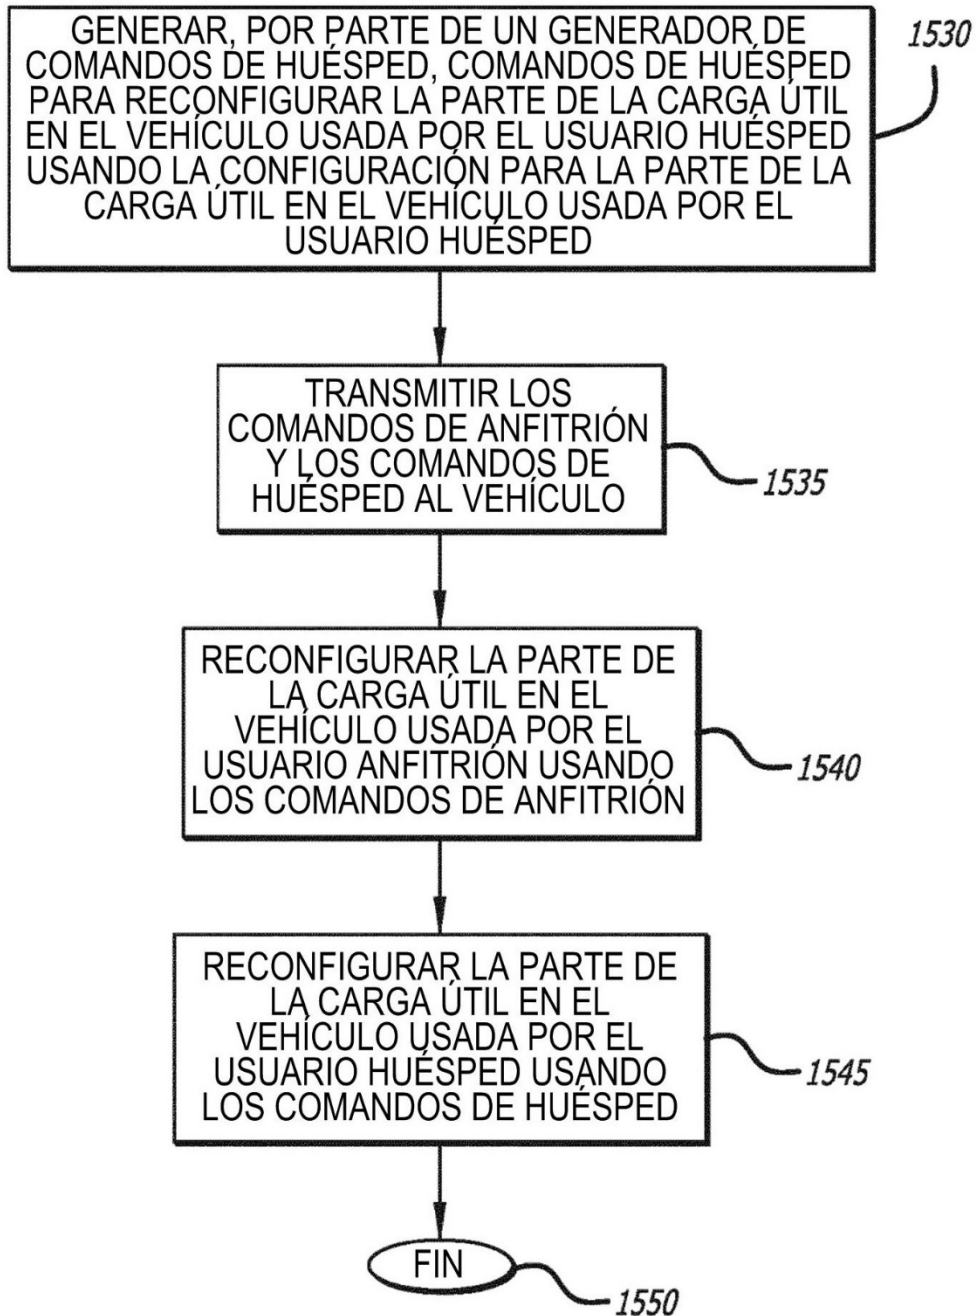 GENERAR, POR PARTE DE UN GENERADOR DE
COMANDOS DE HUÉSPED, COMANDOS DE HUÉSPED
PARA RECONFIGURAR LA PARTE DE LA CARGA ÚTIL
EN EL VEHÍCULO USADA POR EL USUARIO HUÉSPED
USANDO LA CONFIGURACIÓN PARA LA PARTE DE LA
CARGA ÚTIL EN EL VEHÍCULO USADA POR EL
USUARIO HUÉSPED
1530
TRANSMITIR LOS
COMANDOS DE ANFITRIÓN
Y LOS COMANDOS DE
HUÉSPED AL VEHÍCULO
1535
RECONFIGURAR LA PARTE DE
LA CARGA ÚTIL EN EL
VEHÍCULO USADA POR EL
USUARIO ANFITRIÓN USANDO
LOS COMANDOS DE ANFITRIÓN
1540
RECONFIGURAR LA PARTE DE
LA CARGA ÚTIL EN EL
VEHÍCULO USADA POR EL
USUARIO HUÉSPED USANDO
LOS COMANDOS DE HUÉSPED
1545
FIN
1550